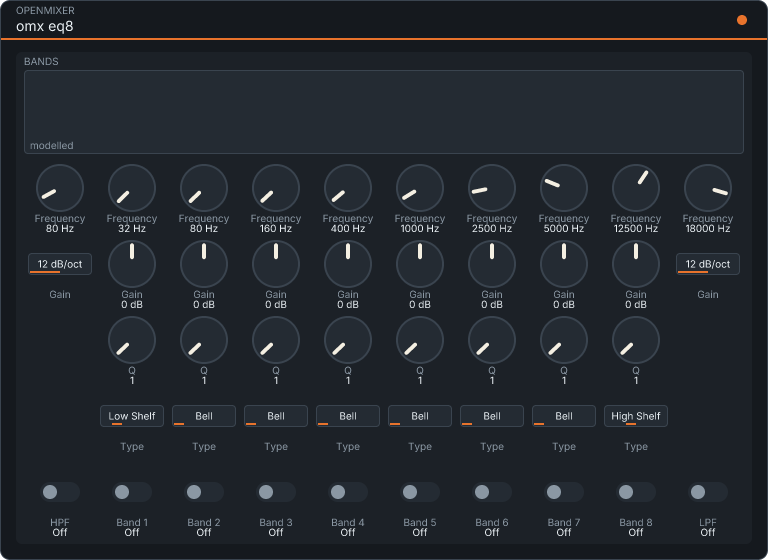 OPENMIXER
omx eq8
BANDS
modelled
Frequency Frequency Frequency Frequency Frequency Frequency Frequency Frequency Frequency Frequency
80 Hz 32 Hz 80 Hz 160 Hz 400 Hz 1000 Hz 2500 Hz 5000 Hz 12500 Hz 18000 Hz
12 dB/oct 12 dB/oct
Gain Gain Gain Gain Gain Gain Gain Gain Gain Gain
0 dB 0 dB 0 dB 0 dB 0 dB 0 dB 0 dB 0 dB
Q Q Q Q Q Q Q Q
1 1 1 1 1 1 1 1
Low Shelf Bell Bell Bell Bell Bell Bell High Shelf
Type Type Type Type Type Type Type Type
HPF Band 1 Band 2 Band 3 Band 4 Band 5 Band 6 Band 7 Band 8 LPF
Off Off Off Off Off Off Off Off Off Off